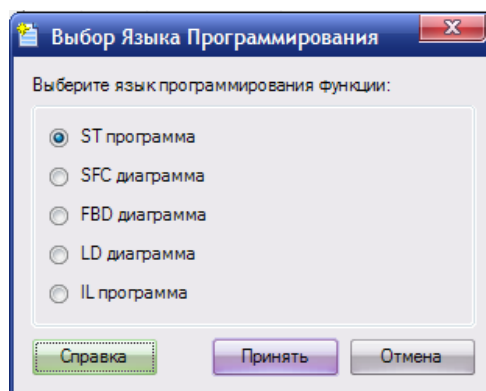 Выбор Языка Программирования
Выберите язык программирования функции:
ST программа
SFC диаграмма
FBD диаграмма
LD диаграмма
IL программа
Справка Принять Отмена